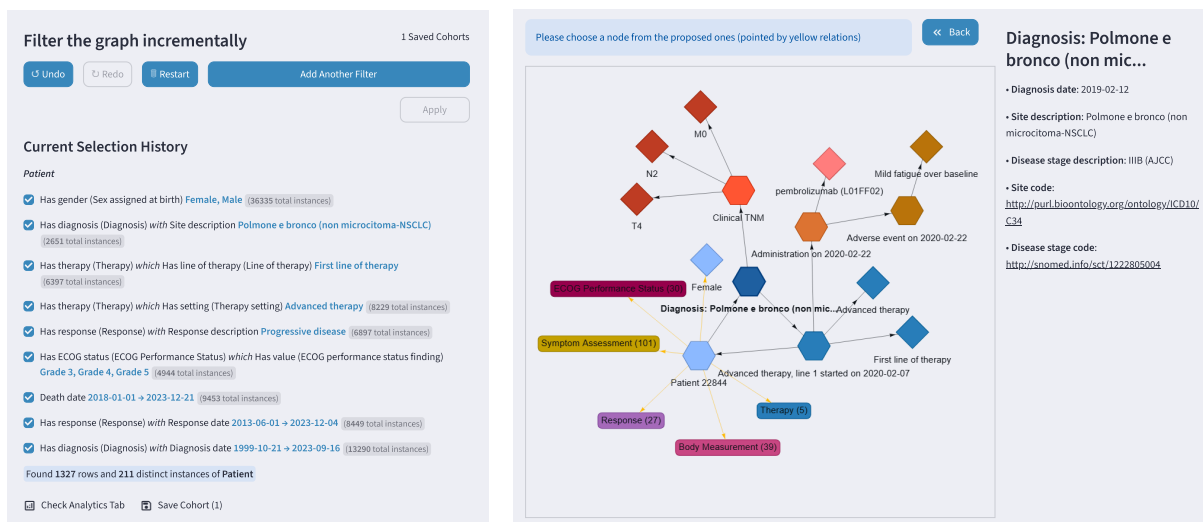 Filter the graph incrementally
1 Saved Cohorts
Undo
Redo
Restart
Add Another Filter
Apply
Current Selection History
Patient
Has gender (Sex assigned at birth) Female, Male (36335 total instances)
Has diagnosis (Diagnosis) with Site description Polmone e bronco (non microcitoma-NSCLC)
(2651 total instances)
Has therapy (Therapy) which Has line of therapy (Line of therapy) First line of therapy
(6397 total instances)
Has therapy (Therapy) which Has setting (Therapy setting) Advanced therapy (8229 total instances)
Has response (Response) with Response description Progressive disease (6897 total instances)
Has ECOG status (ECOG Performance Status) which Has value (ECOG performance status finding)
Grade 3, Grade 4, Grade 5 (4944 total instances)
Death date 2018-01-01 → 2023-12-21 (9453 total instances)
Has response (Response) with Response date 2013-06-01 → 2023-12-04 (8449 total instances)
Has diagnosis (Diagnosis) with Diagnosis date 1999-10-21 → 2023-09-16 (13290 total instances)
Found 1327 rows and 211 distinct instances of Patient
Check Analytics Tab
Save Cohort (1)
Please choose a node from the proposed ones (pointed by yellow relations)
Back
M0
N2
T4
Clinical TNM
pembrolizumab (L01FF02)
Mild fatigue over baseline
Adverse event on 2020-02-22
Administration on 2020-02-22
Female
ECOG Performance Status (30)
Diagnosis: Polmone e bronco (non mic...
Advanced therapy
Symptom Assessment (101)
First line of therapy
Advanced therapy, line 1 started on 2020-02-07
Patient 22844
Therapy (5)
Response (27)
Body Measurement (39)
Diagnosis: Polmone e
bronco (non mic...
• Diagnosis date: 2019-02-12
• Site description: Polmone e bronco (non
microcitoma-NSCLC)
• Disease stage description: IIIB (AJCC)
• Site code:
http://purl.bioontology.org/ontology/ICD10/
C34
• Disease stage code:
http://snomed.info/sct/1222805004